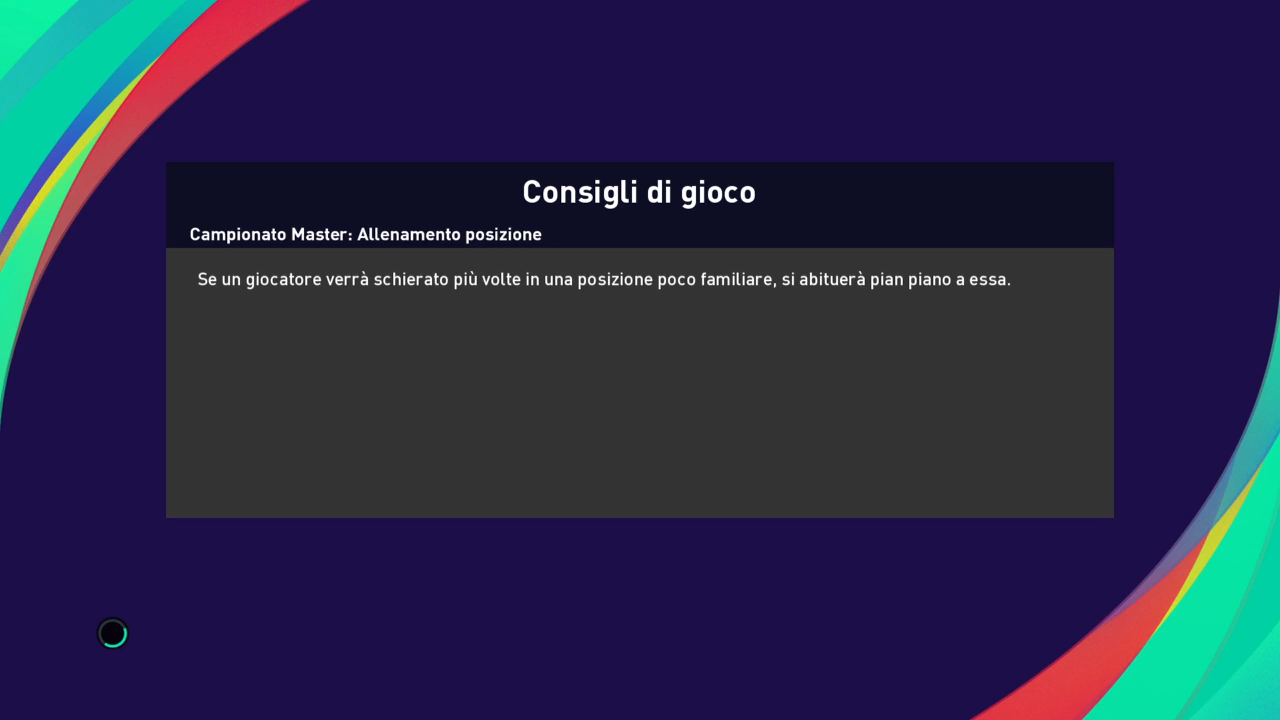 Consigli di gioco
Campionato Master: Allenamento posizione
Se un giocatore verrà schierato più volte in una posizione poco familiare, si abituerà pian piano a essa.